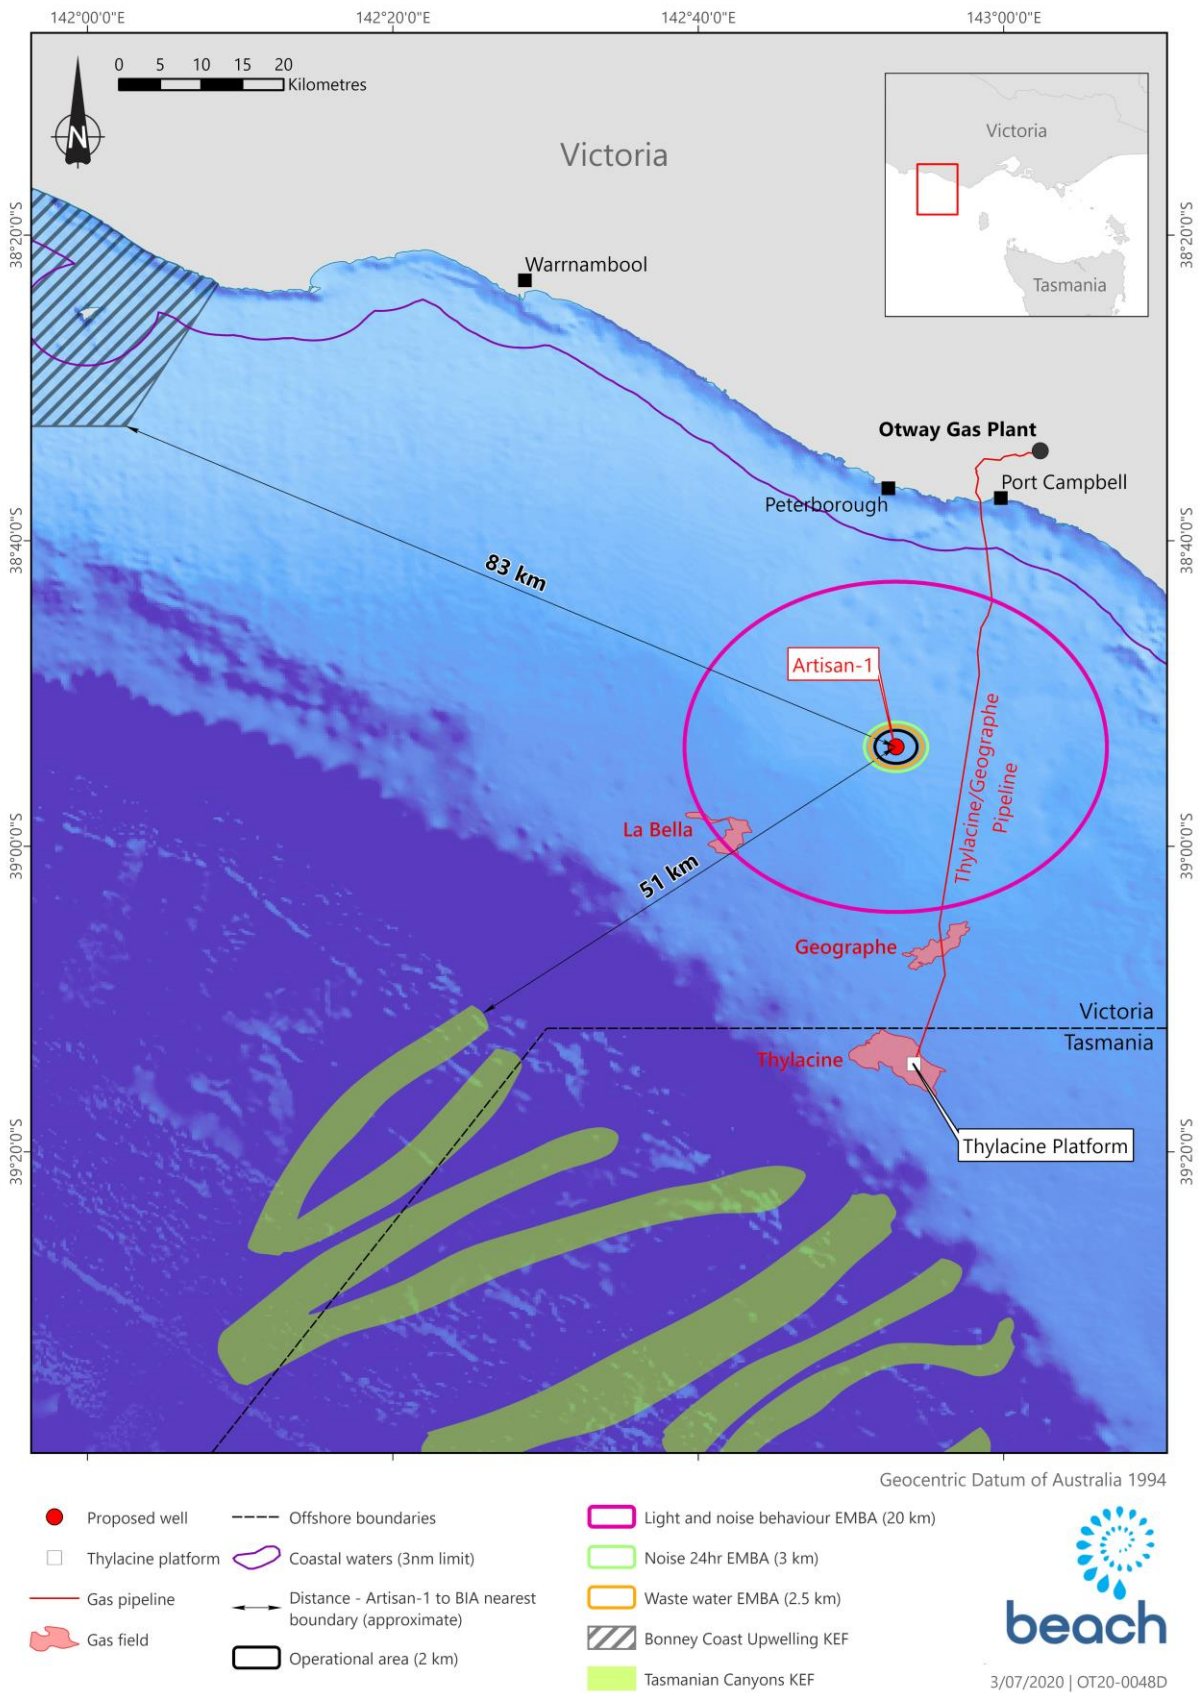 142°00'0"E
142°20'0"E
142°40'0"E
143°00'0"E
0 5 10 15 20
Kilometres
N
Victoria
Victoria
Tasmania
38°20'0"S
38°20'0"S
Warrnambool
Otway Gas Plant
Port Campbell
Peterborough
38°40'0"S
38°40'0"S
83 km
Artisan-1
Thylacine/Geographe
Pipeline
La Bella
39°00'0"S
39°00'0"S
51 km
Geographe
Victoria
Tasmania
Thylacine
Thylacine Platform
39°20'0"S
39°20'0"S
Geocentric Datum of Australia 1994
Proposed well
Thylacine platform
Gas pipeline
Gas field
Offshore boundaries
Coastal waters (3nm limit)
Distance - Artisan-1 to BIA nearest
boundary (approximate)
Operational area (2 km)
Light and noise behaviour EMBA (20 km)
Noise 24hr EMBA (3 km)
Waste water EMBA (2.5 km)
Bonney Coast Upwelling KEF
Tasmanian Canyons KEF
beach
3/07/2020 | OT20-0048D